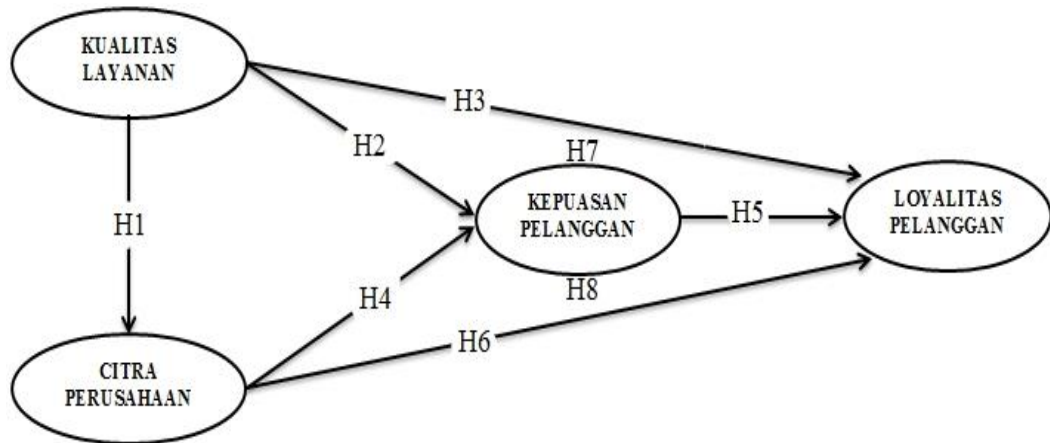 KUALITAS
LAYANAN
H3
H2
H7
KEPUASAN
PELANGGAN
H5
LOYALITAS
PELANGGAN
H1
H4
H8
H6
CITRA
PERUSAHAAN